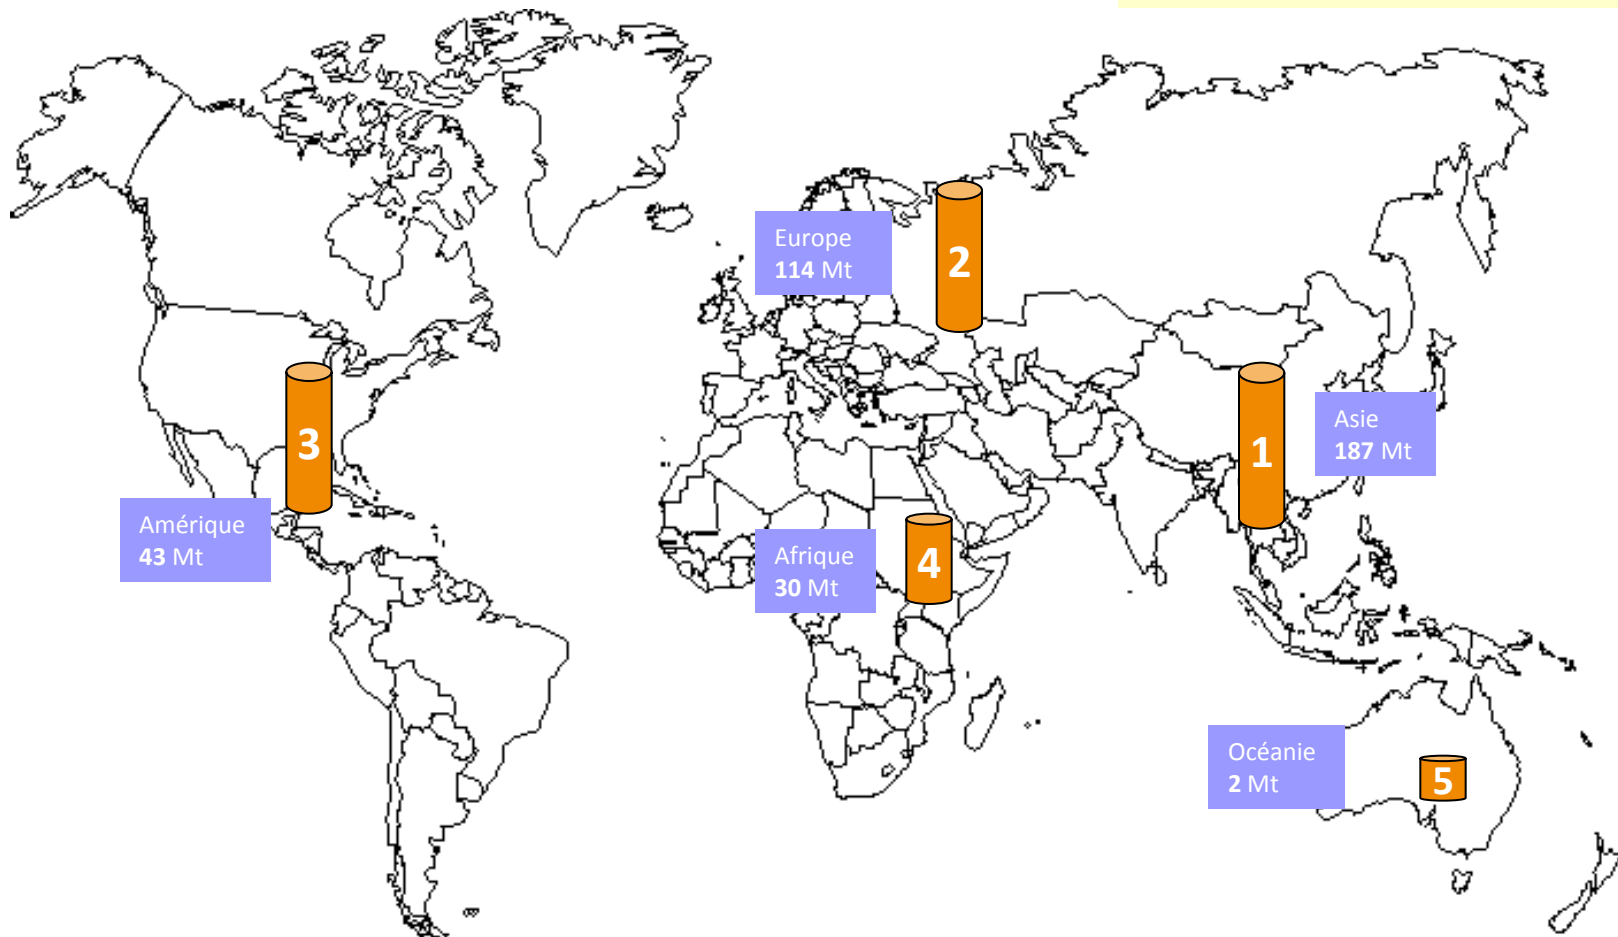 Europe
114 Mt
2
3
1
Asie
187 Mt
Amérique
43 Mt
Afrique
30 Mt
4
Océanie
2 Mt
5